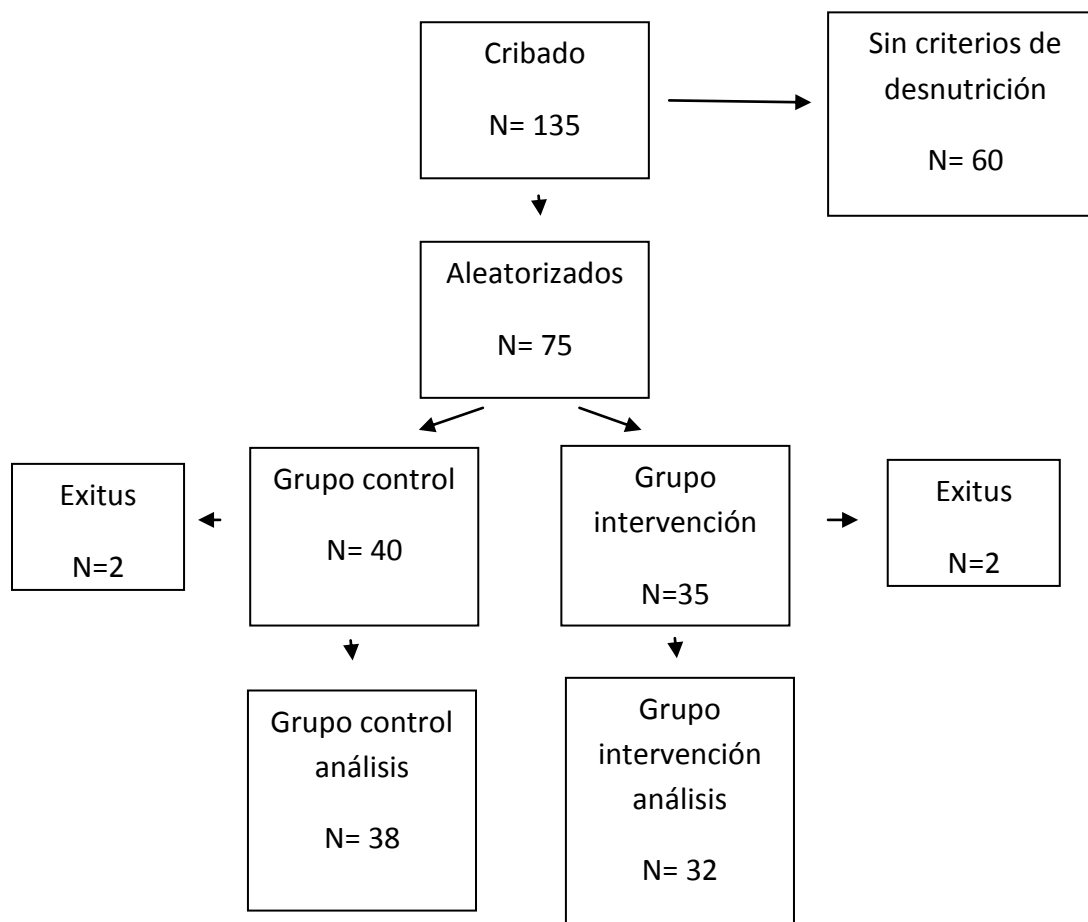 Cribado
N= 135
Sin criterios de
desnutrición
N= 60
Aleatorizados
N= 75
Exitus
N=2
Grupo control
N= 40
Grupo
intervención
N=35
Exitus
N=2
Grupo control
análisis
N= 38
Grupo
intervención
análisis
N= 32